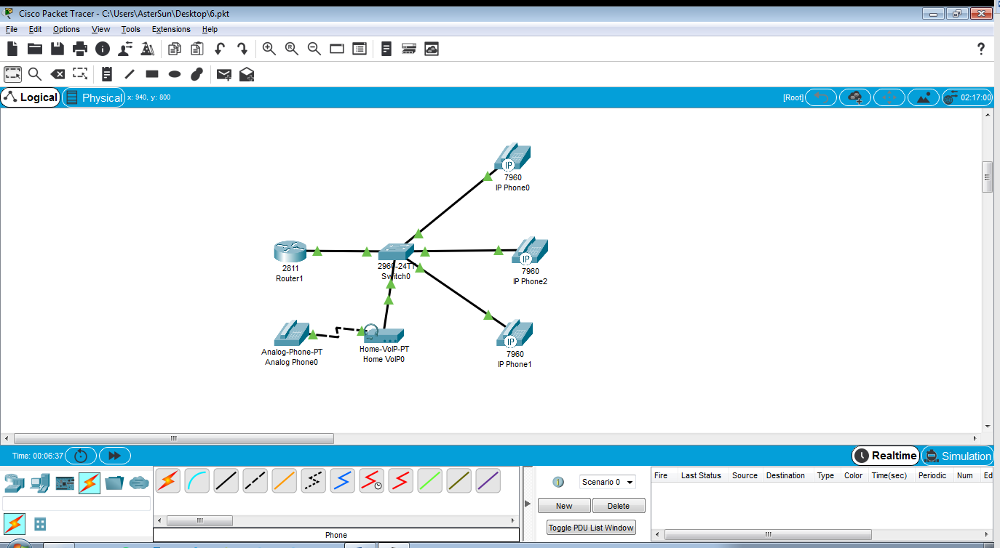 Cisco Packet Tracer - C:\Users\AsterSun\Desktop\6.pkt
File Edit Options View Tools Extensions Help
Logical Physical x: 940, y: 800 [Root] 02:17:00
IP
7960
IP Phone0
2811
Router1
2960-24TT
Switch0
IP
7960
IP Phone2
Analog-Phone-PT
Analog Phone0
Home-VoIP-PT
Home VoIP0
IP
7960
IP Phone1
Time: 00:06:37 Realtime Simulation
Scenario 0
Fire Last Status Source Destination Type Color Time(sec) Periodic Num Ed
New Delete
Toggle PDU List Window
Phone